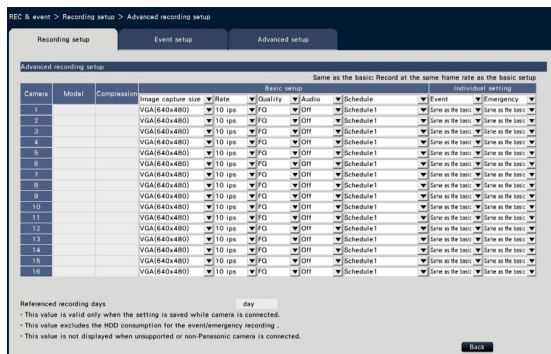 REC & event > Recording setup > Advanced recording setup
Recording setup Event setup Advanced setup
Advanced recording setup
Same as the basic: Record at the same frame rate as the basic setup
Camera Model Compression Basic setup Individual setting
Image capture size Rate Quality Audio Schedule Event Emergency
1 VGA(640x480) 10 ips FQ Off Schedule1 Same as the basic Same as the basic
2 VGA(640x480) 10 ips FQ Off Schedule1 Same as the basic Same as the basic
3 VGA(640x480) 10 ips FQ Off Schedule1 Same as the basic Same as the basic
4 VGA(640x480) 10 ips FQ Off Schedule1 Same as the basic Same as the basic
5 VGA(640x480) 10 ips FQ Off Schedule1 Same as the basic Same as the basic
6 VGA(640x480) 10 ips FQ Off Schedule1 Same as the basic Same as the basic
7 VGA(640x480) 10 ips FQ Off Schedule1 Same as the basic Same as the basic
8 VGA(640x480) 10 ips FQ Off Schedule1 Same as the basic Same as the basic
9 VGA(640x480) 10 ips FQ Off Schedule1 Same as the basic Same as the basic
10 VGA(640x480) 10 ips FQ Off Schedule1 Same as the basic Same as the basic
11 VGA(640x480) 10 ips FQ Off Schedule1 Same as the basic Same as the basic
12 VGA(640x480) 10 ips FQ Off Schedule1 Same as the basic Same as the basic
13 VGA(640x480) 10 ips FQ Off Schedule1 Same as the basic Same as the basic
14 VGA(640x480) 10 ips FQ Off Schedule1 Same as the basic Same as the basic
15 VGA(640x480) 10 ips FQ Off Schedule1 Same as the basic Same as the basic
16 VGA(640x480) 10 ips FQ Off Schedule1 Same as the basic Same as the basic
Referenced recording days day
· This value is valid only when the setting is saved while camera is connected.
· This value excludes the HDD consumption for the event/emergency recording .
· This value is not displayed when unsupported or non-Panasonic camera is connected.
Back